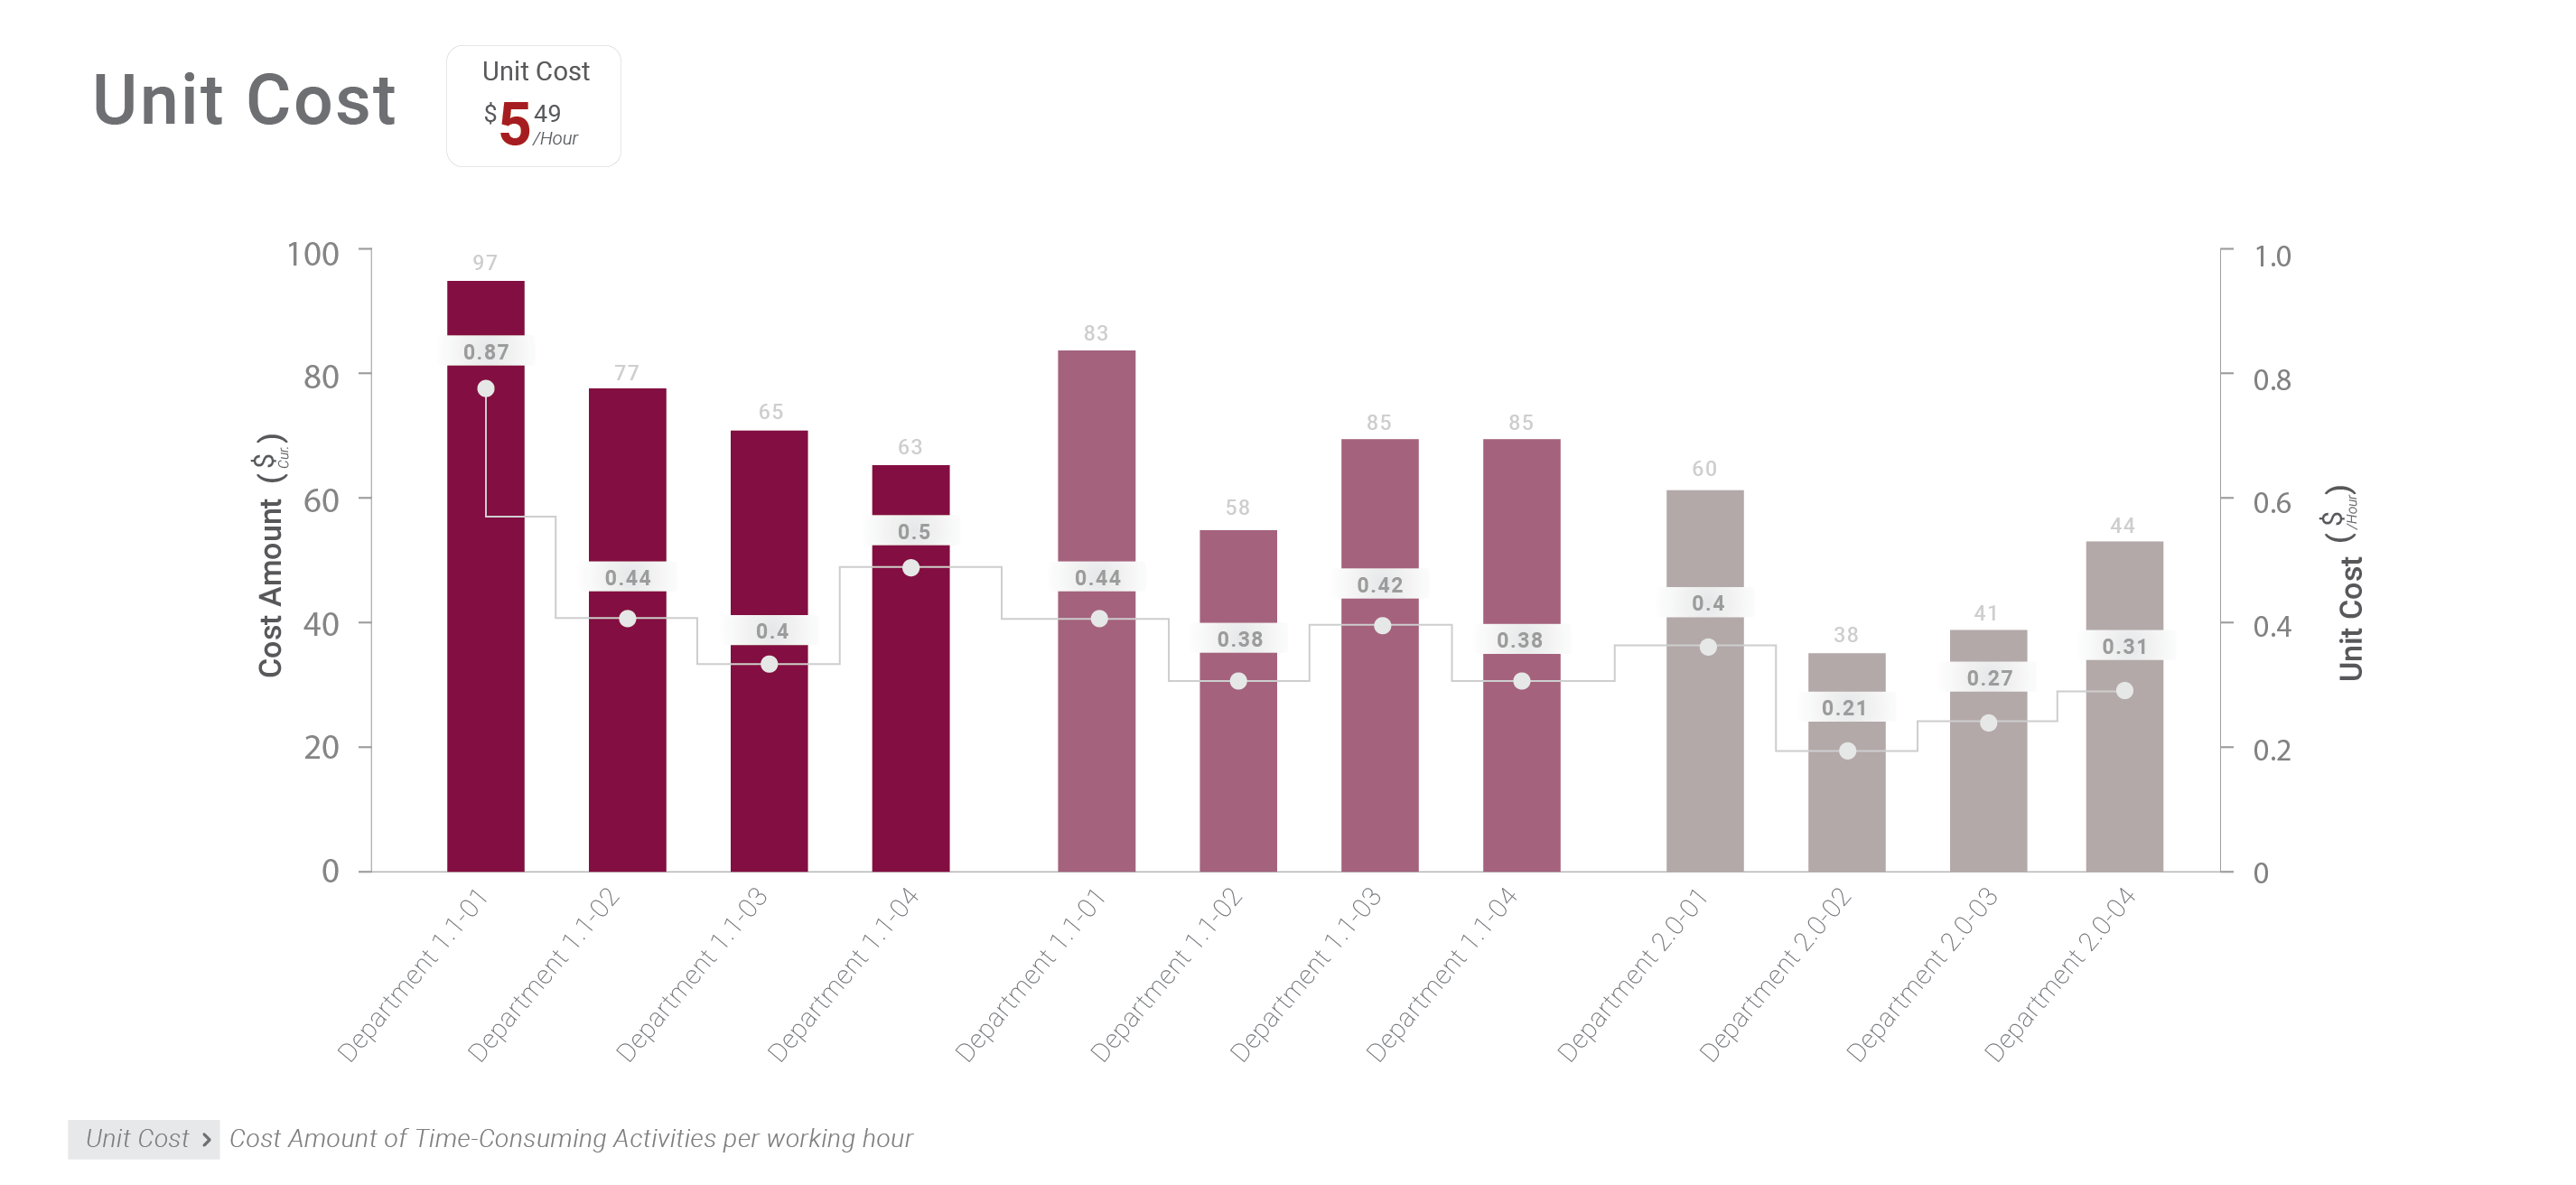 Unit Cost
Unit Cost
$5 49
/Hour
Cost Amount ($ Cur.)
100
80
60
40
20
0
97
77
65
63
83
58
85
85
60
38
41
44
0.87
0.44
0.4
0.5
0.44
0.38
0.42
0.38
0.4
0.21
0.27
0.31
1.0
0.8
0.6
0.4
0.2
0
Unit Cost ($ /Hour)
Department 1.1-01
Department 1.1-02
Department 1.1-03
Department 1.1-04
Department 1.1-01
Department 1.1-02
Department 1.1-03
Department 1.1-04
Department 2.0-01
Department 2.0-02
Department 2.0-03
Department 2.0-04
Unit Cost > Cost Amount of Time-Consuming Activities per working hour